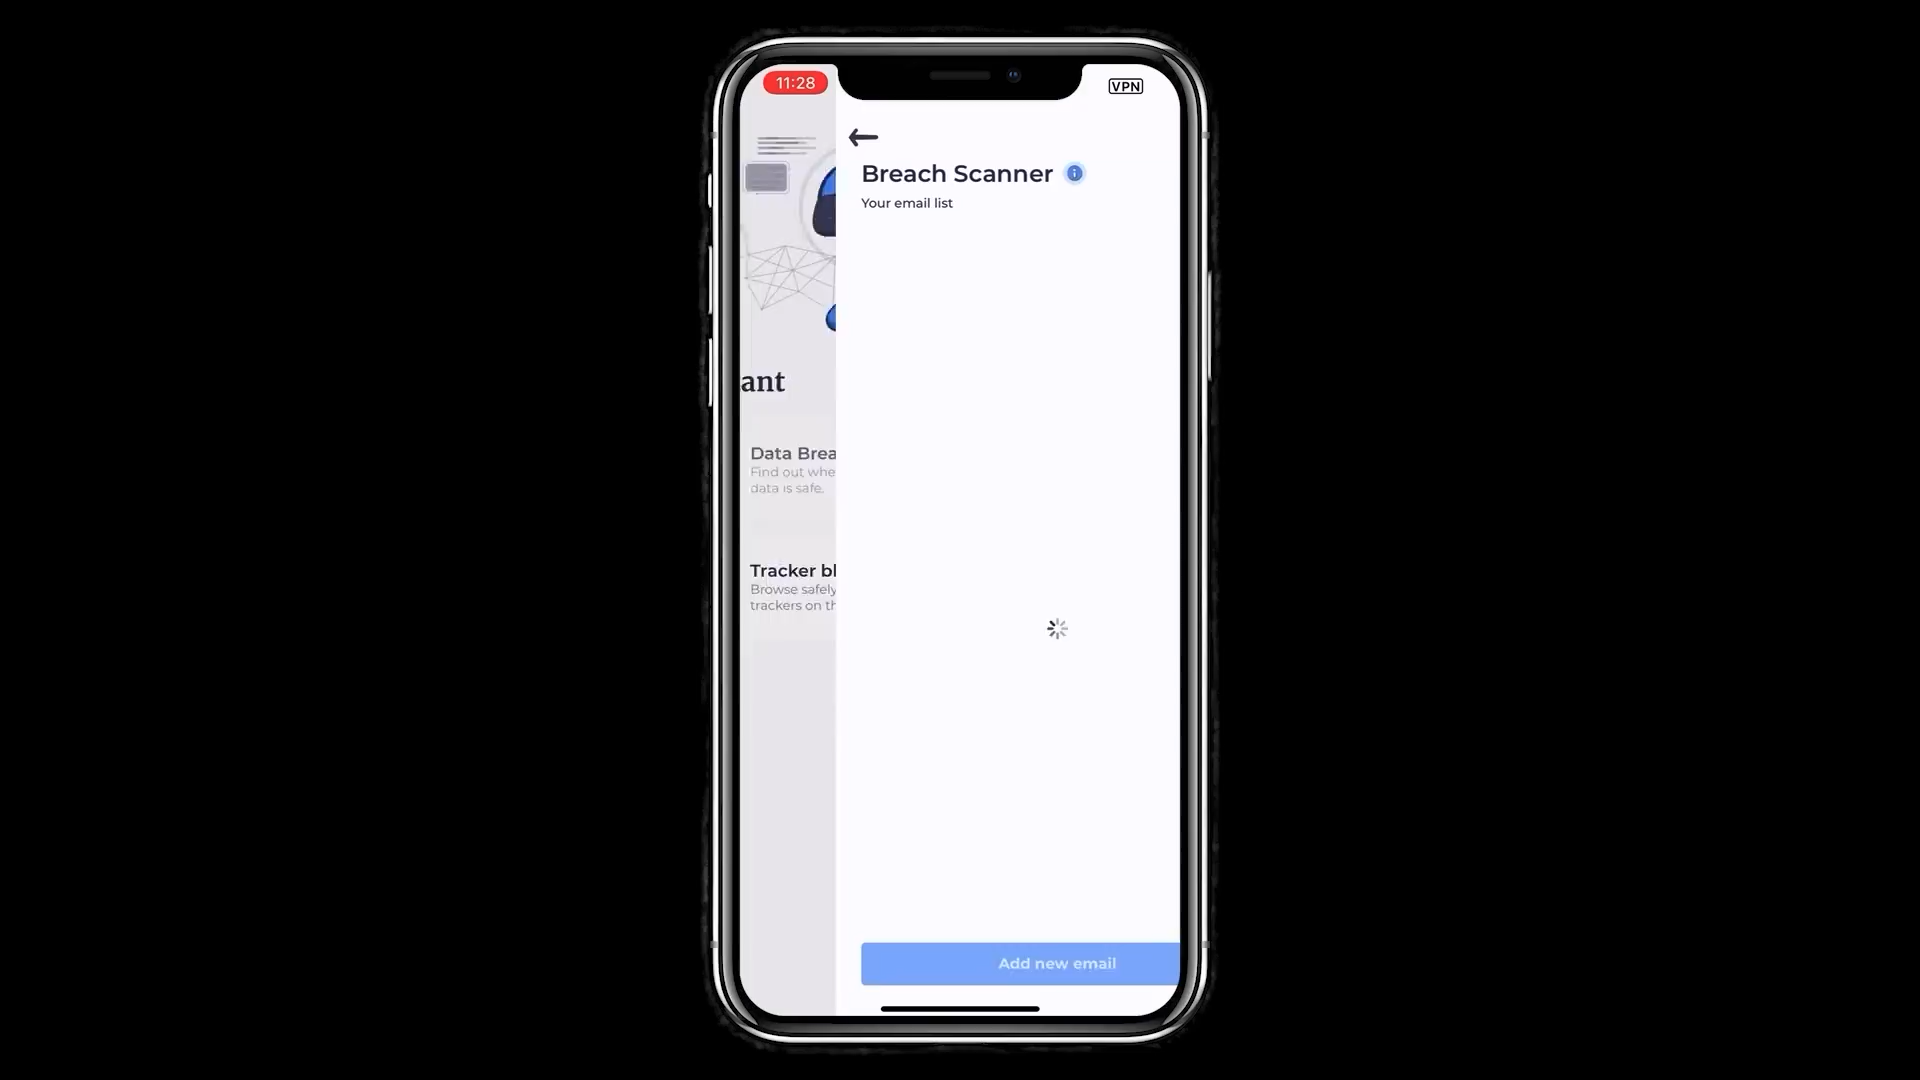 11:28
VPN
Breach Scanner
Your email list
ant
Data Brea
Find out whe
data is safe.
Tracker bl
Browse safely
trackers on th
Add new email